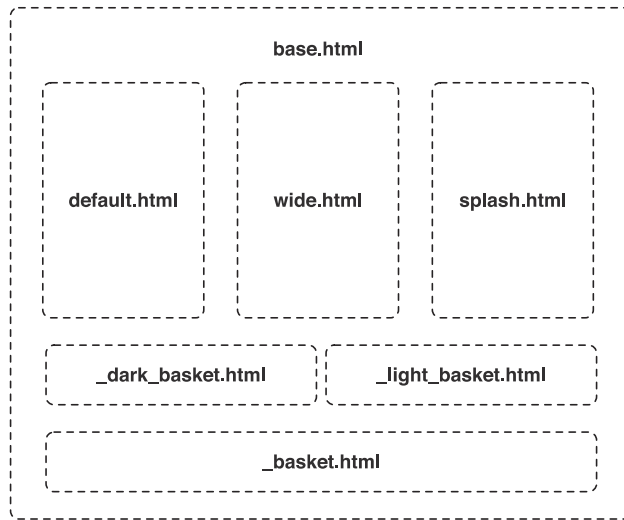 base.html
default.html
wide.html
splash.html
_dark_basket.html
_light_basket.html
_basket.html